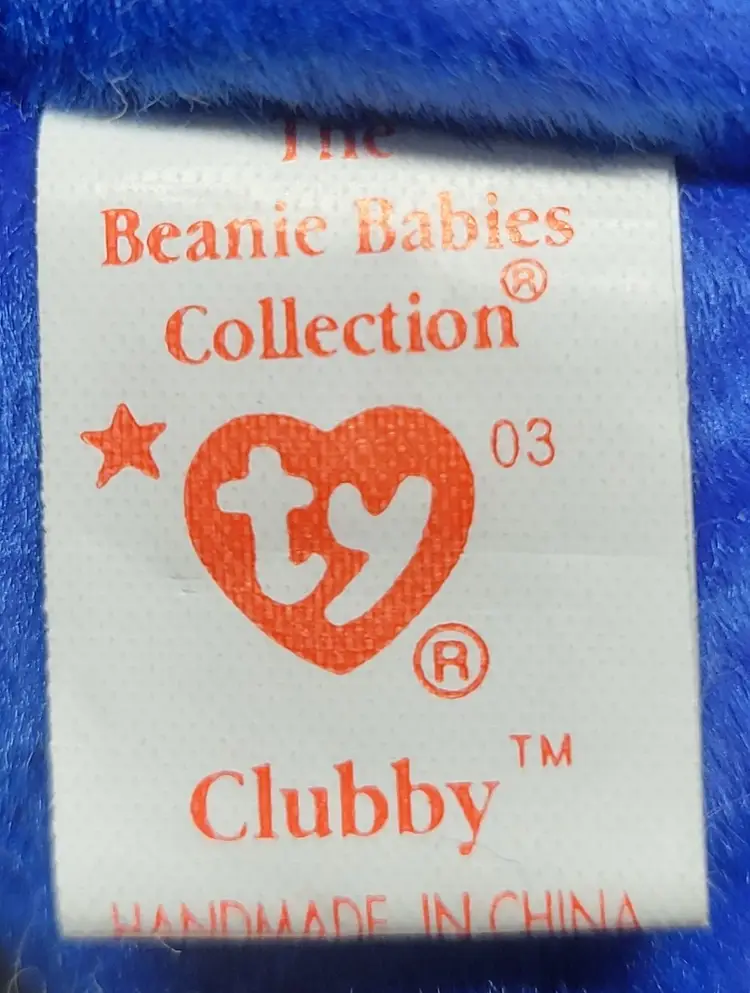 The
Beanie Babies
Collection®
★ 03
ty®
Clubby™
HANDMADE IN CHINA